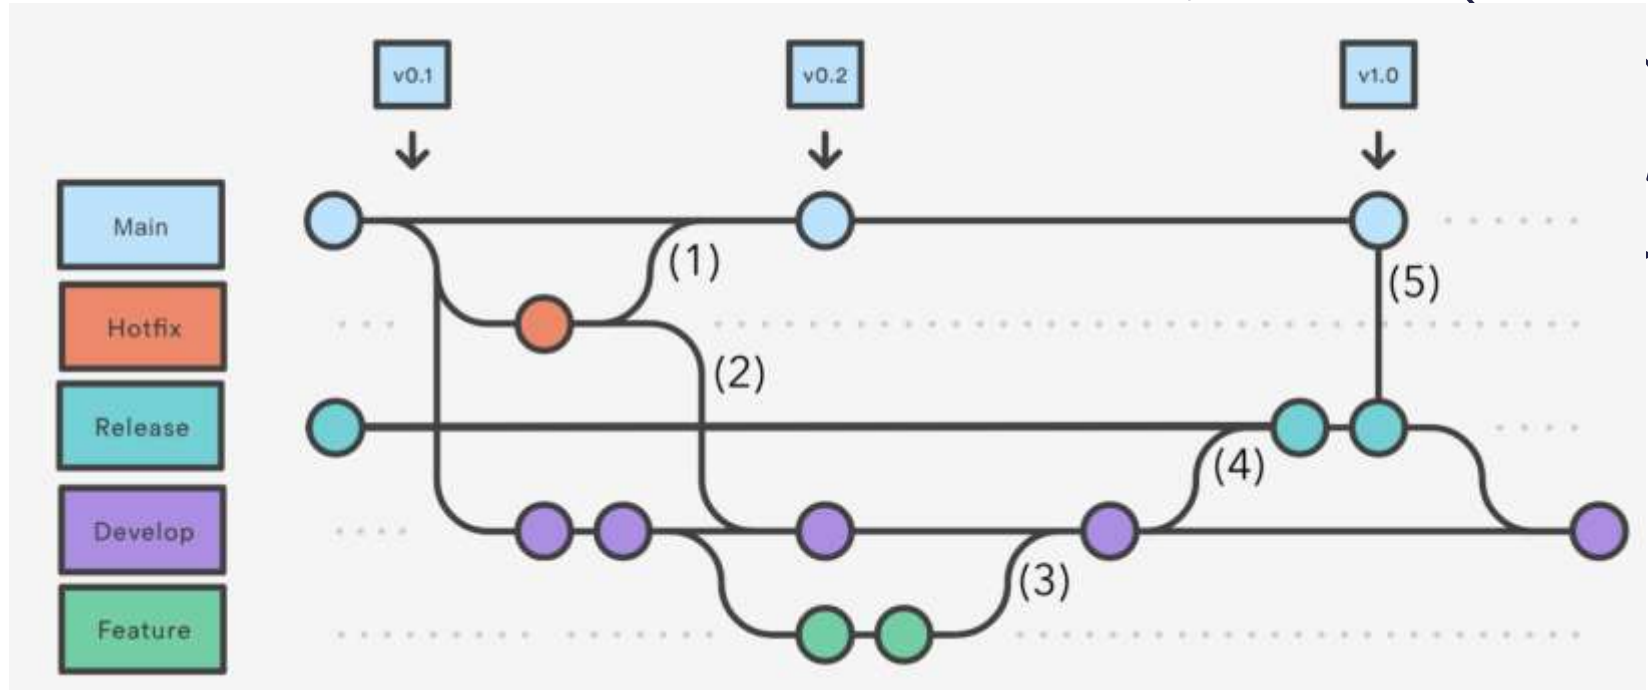 v0.1
v0.2
v1.0
Main
(1)
(5)
Hotfix
(2)
Release
(4)
Develop
(3)
Feature